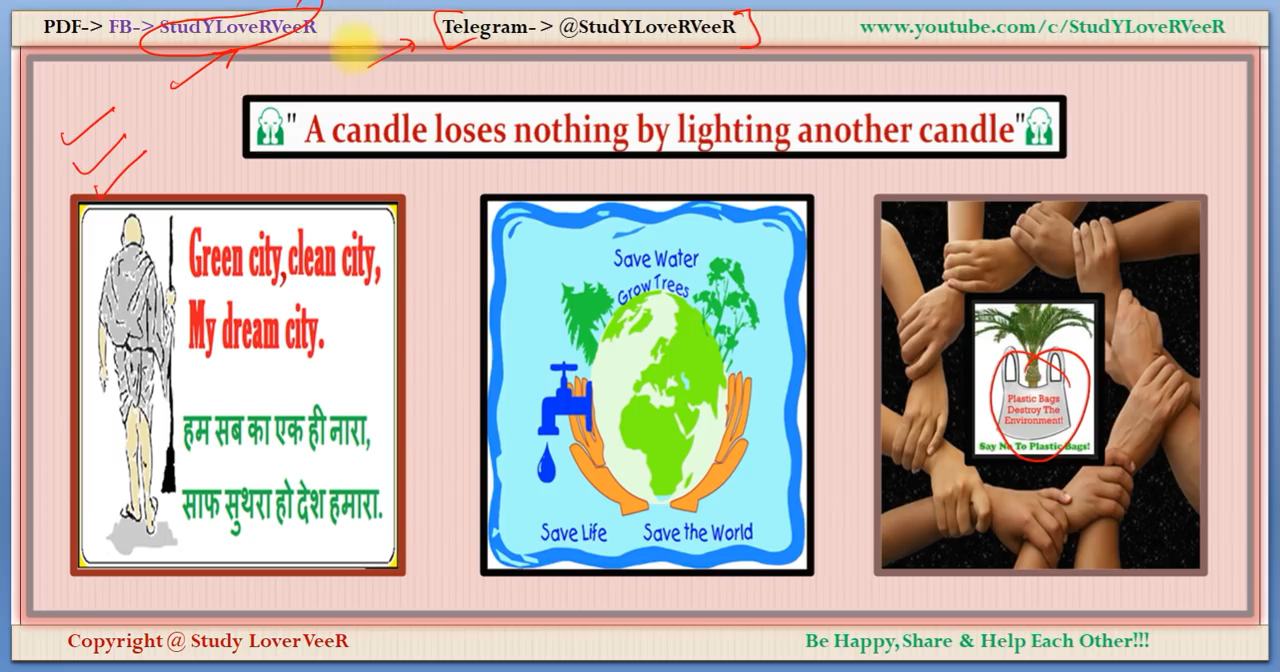 PDF-> FB-> StudYLoveRVeeR
Telegram- > @StudYLoveRVeeR
www.youtube.com/c/StudYLoveRVeeR
" A candle loses nothing by lighting another candle"
Green city, clean city,
My dream city.
हम सब का एक ही नारा,
साफ सुथरा हो देश हमारा.
Save Water
Grow Trees
Save Life
Save the World
Plastic Bags
Destroy The
Environment!
Say No To Plastic Bags!
Copyright @ Study LoverVeeR
Be Happy, Share & Help Each Other!!!